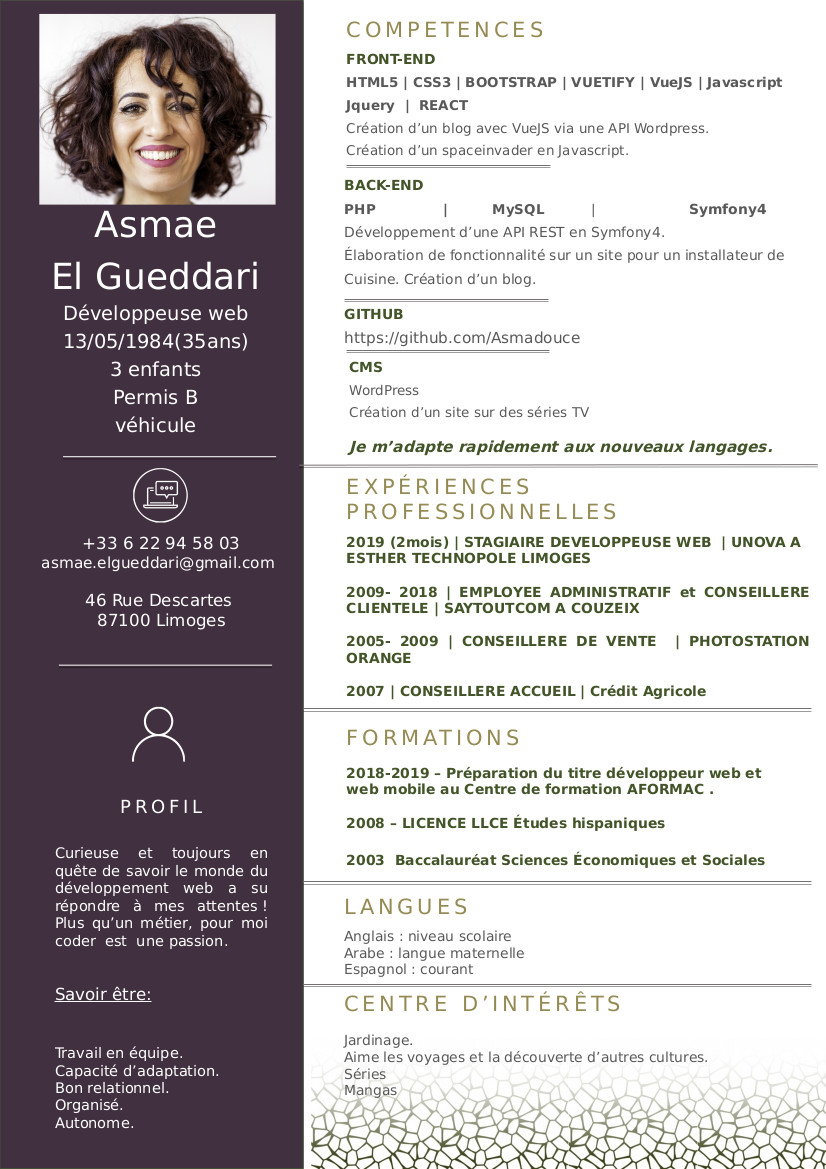 Asmae
El Gueddari
Développeuse web
13/05/1984(35ans)
3 enfants
Permis B
véhicule
+33 6 22 94 58 03
asmae.elgueddari@gmail.com
46 Rue Descartes
87100 Limoges
PROFIL
Curieuse et toujours en
quête de savoir le monde du
développement web a su
répondre à mes attentes !
Plus qu’un métier, pour moi
coder est une passion.
Savoir être:
Travail en équipe.
Capacité d’adaptation.
Bon relationnel.
Organisé.
Autonome.
COMPETENCES
FRONT-END
HTML5 | CSS3 | BOOTSTRAP | VUETIFY | VueJS | Javascript
Jquery | REACT
Création d’un blog avec VueJS via une API Wordpress.
Création d’un spaceinvader en Javascript.
BACK-END
PHP | MySQL | Symfony4
Développement d’une API REST en Symfony4.
Élaboration de fonctionnalité sur un site pour un installateur de
Cuisine. Création d’un blog.
GITHUB
https://github.com/Asmadouce
CMS
WordPress
Création d’un site sur des séries TV
Je m’adapte rapidement aux nouveaux langages.
EXPÉRIENCES
PROFESSIONNELLES
2019 (2mois) | STAGIAIRE DEVELOPPEUSE WEB | UNOVA A
ESTHER TECHNOPOLE LIMOGES
2009- 2018 | EMPLOYEE ADMINISTRATIF et CONSEILLERE
CLIENTELE | SAYTOUTCOM A COUZEIX
2005- 2009 | CONSEILLERE DE VENTE | PHOTOSTATION
ORANGE
2007 | CONSEILLERE ACCUEIL | Crédit Agricole
FORMATIONS
2018-2019 – Préparation du titre développeur web et
web mobile au Centre de formation AFORMAC .
2008 – LICENCE LLCE Études hispaniques
2003 Baccalauréat Sciences Économiques et Sociales
LANGUES
Anglais : niveau scolaire
Arabe : langue maternelle
Espagnol : courant
CENTRE D’INTÉRÊTS
Jardinage.
Aime les voyages et la découverte d’autres cultures.
Séries
Mangas